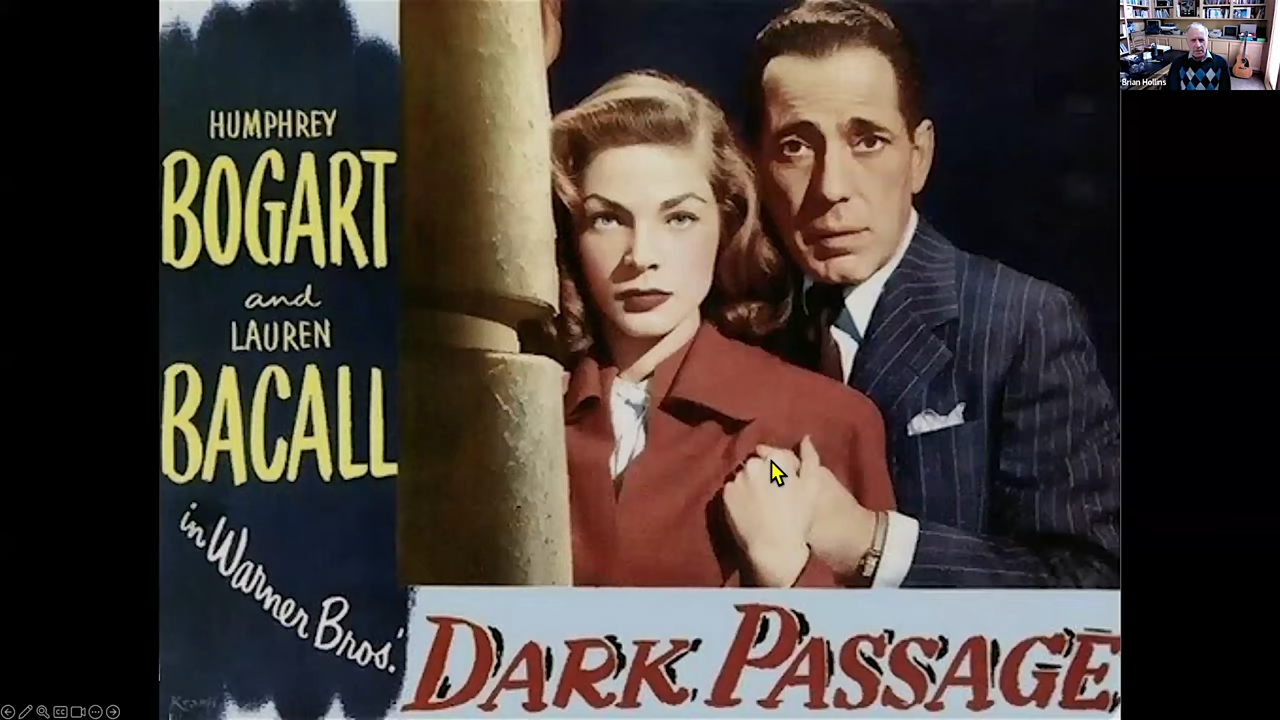 HUMPHREY
BOGART
and
LAUREN
BACALL
in Warner Bros.'
DARK PASSAGE
Brian Hollins